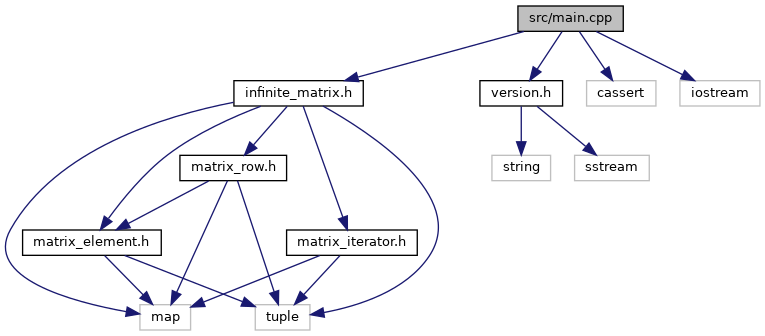 src/main.cpp
infinite_matrix.h
version.h
cassert
iostream
matrix_row.h
string
sstream
matrix_element.h
matrix_iterator.h
map
tuple